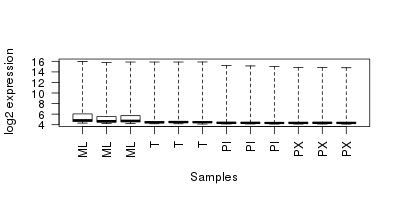 log2 expression
16
14
12
10
8
6
4
ML
ML
ML
T
T
T
PI
PI
PI
PX
PX
PX
Samples